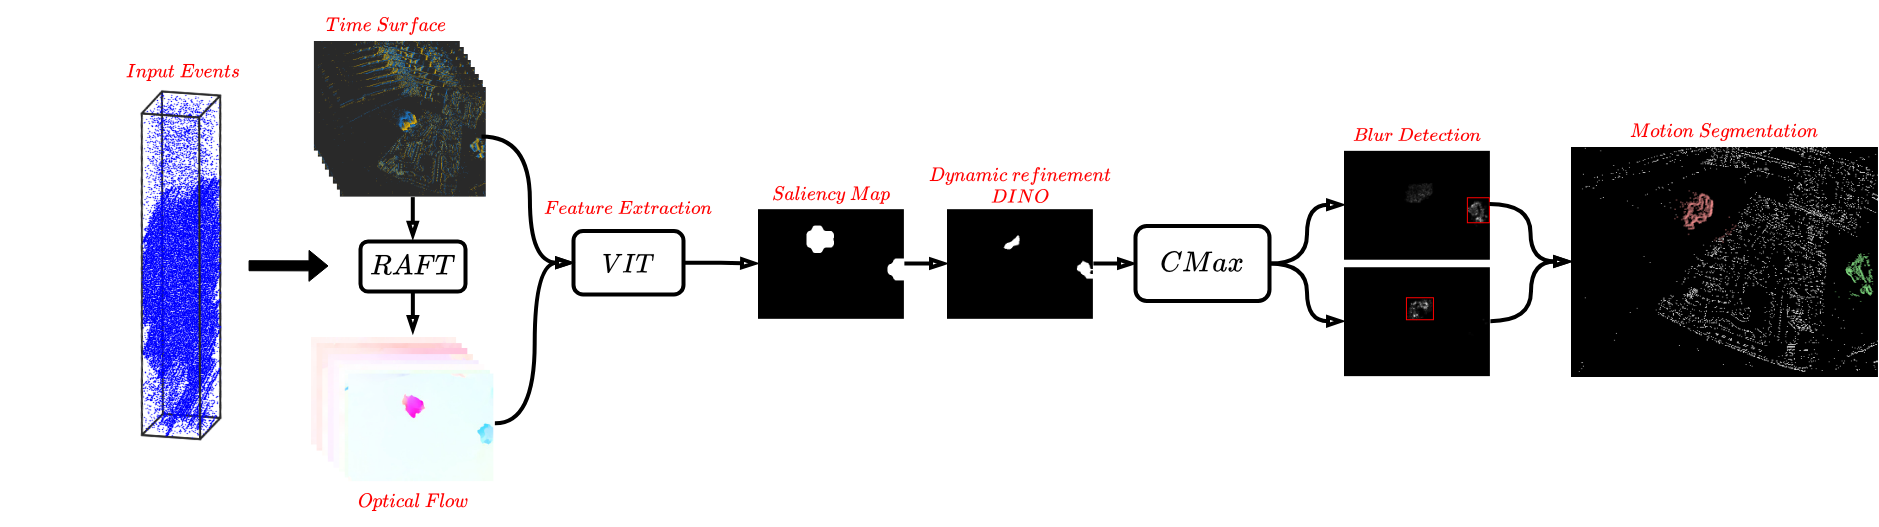 Input Events
Time Surface
RAFT
Optical Flow
Feature Extraction
VIT
Saliency Map
Dynamic refinement
DINO
CMax
Blur Detection
Motion Segmentation